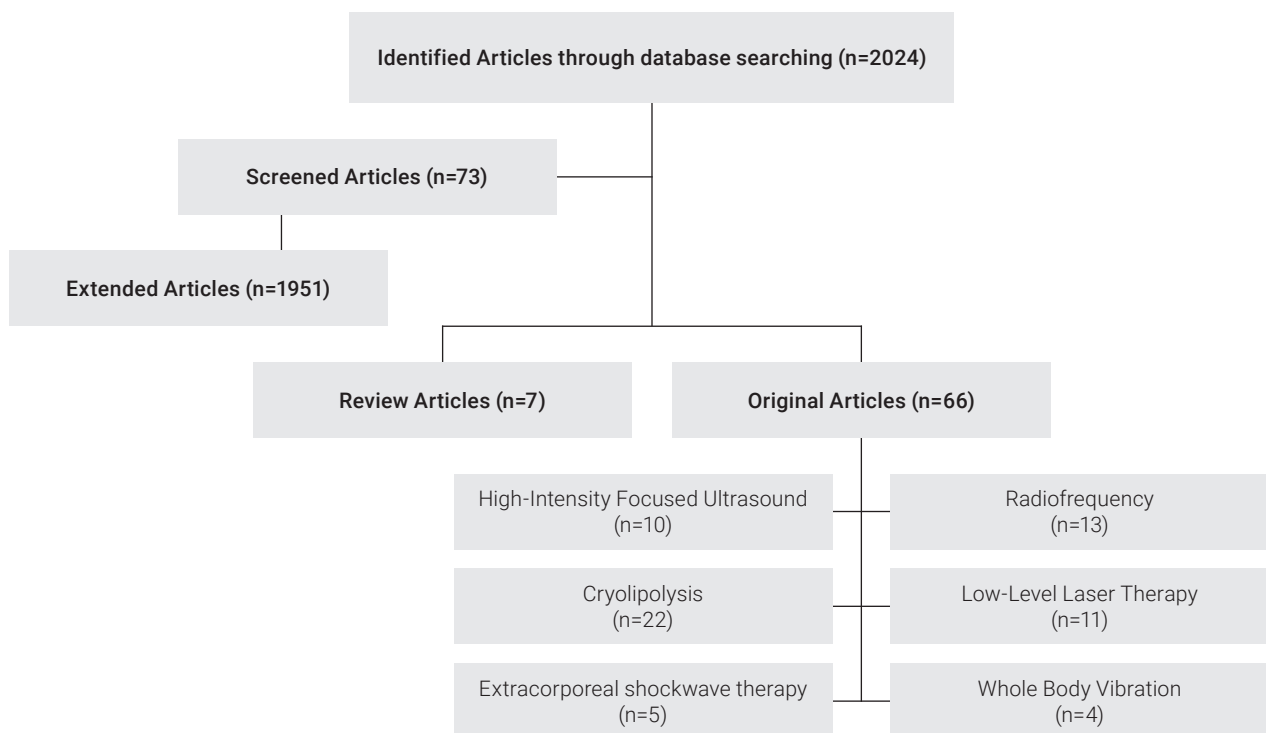 Identified Articles through database searching (n=2024)
Screened Articles (n=73)
Extended Articles (n=1951)
Review Articles (n=7)
Original Articles (n=66)
High-Intensity Focused Ultrasound
(n=10)
Radiofrequency
(n=13)
Cryolipolysis
(n=22)
Low-Level Laser Therapy
(n=11)
Extracorporeal shockwave therapy
(n=5)
Whole Body Vibration
(n=4)